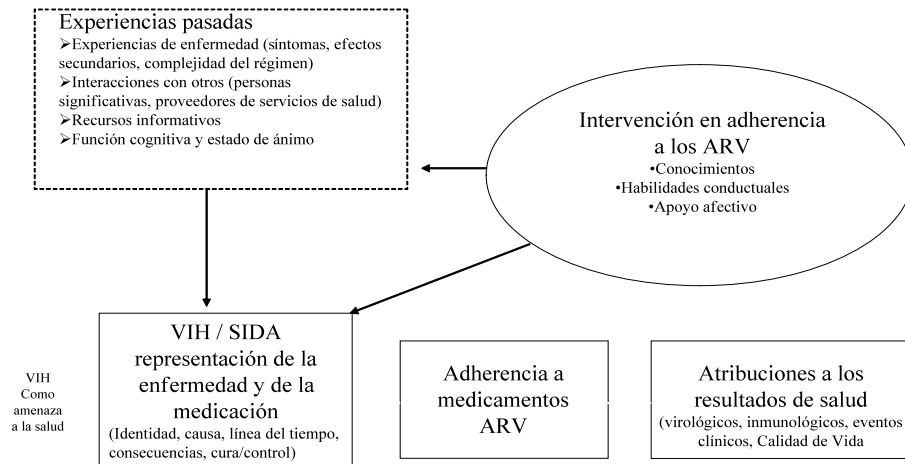 Experiencias pasadas
➢Experiencias de enfermedad (síntomas, efectos
secundarios, complejidad del régimen)
➢Interacciones con otros (personas
significativas, proveedores de servicios de salud)
➢Recursos informativos
➢Función cognitiva y estado de ánimo
Intervención en adherencia
a los ARV
•Conocimientos
•Habilidades conductuales
•Apoyo afectivo
VIH
Como
amenaza
a la salud
VIH / SIDA
representación de la
enfermedad y de la
medicación
(Identidad, causa, línea del tiempo,
consecuencias, cura/control)
Adherencia a
medicamentos
ARV
Atribuciones a los
resultados de salud
(virológicos, inmunológicos, eventos
clínicos, Calidad de Vida)